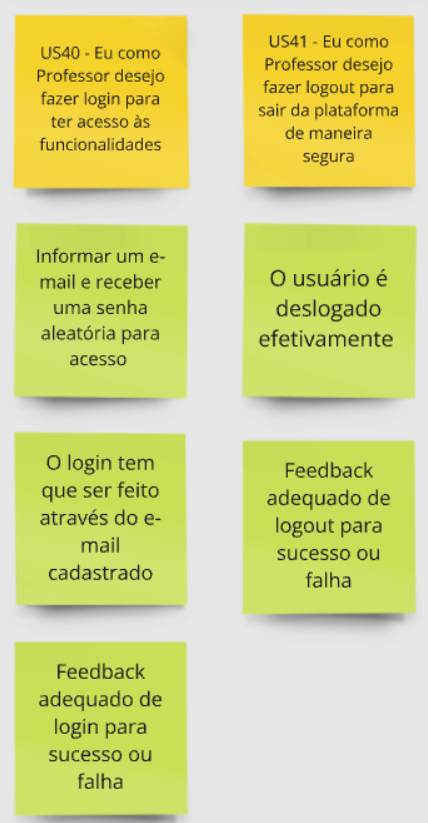 US40 - Eu como
Professor desejo
fazer login para
ter acesso às
funcionalidades
US41 - Eu como
Professor desejo
fazer logout para
sair da plataforma
de maneira
segura
Informar um e-
mail e receber
uma senha
aleatória para
acesso
O usuário é
deslogado
efetivamente
O login tem
que ser feito
através do e-
mail
cadastrado
Feedback
adequado de
logout para
sucesso ou
falha
Feedback
adequado de
login para
sucesso ou
falha